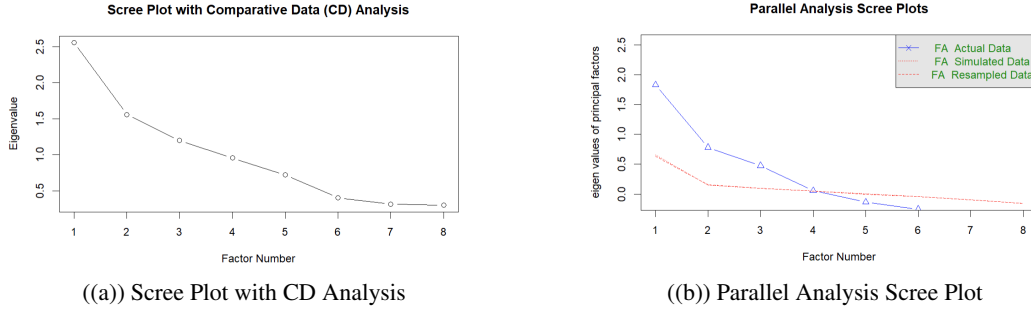 Scree Plot with Comparative Data (CD) Analysis
Eigenvalue
2.5
2.0
1.5
1.0
0.5
1 2 3 4 5 6 7 8
Factor Number
((a)) Scree Plot with CD Analysis
Parallel Analysis Scree Plots
eigen values of principal factors
2.5
2.0
1.5
1.0
0.5
0.0
FA Actual Data
FA Simulated Data
FA Resampled Data
1 2 3 4 5 6 7 8
Factor Number
((b)) Parallel Analysis Scree Plot